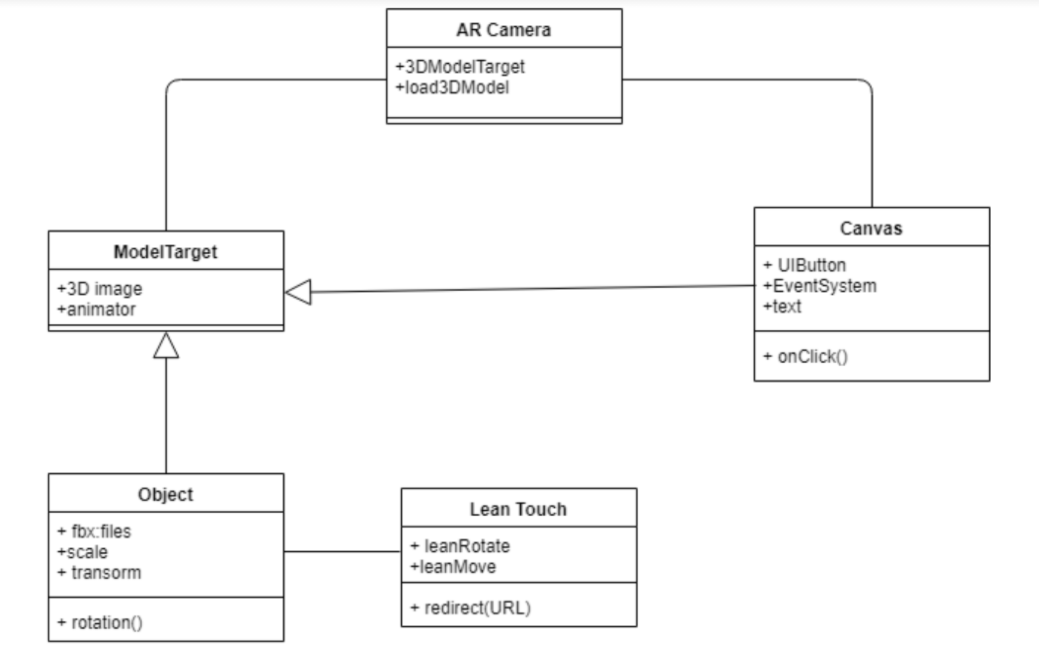 AR Camera
+3DModelTarget
+load3DModel
ModelTarget
+3D image
+animator
Canvas
+ UIButton
+EventSystem
+text
+ onClick()
Object
+ fbx:files
+scale
+ transorm
+ rotation()
Lean Touch
+ leanRotate
+leanMove
+ redirect(URL)